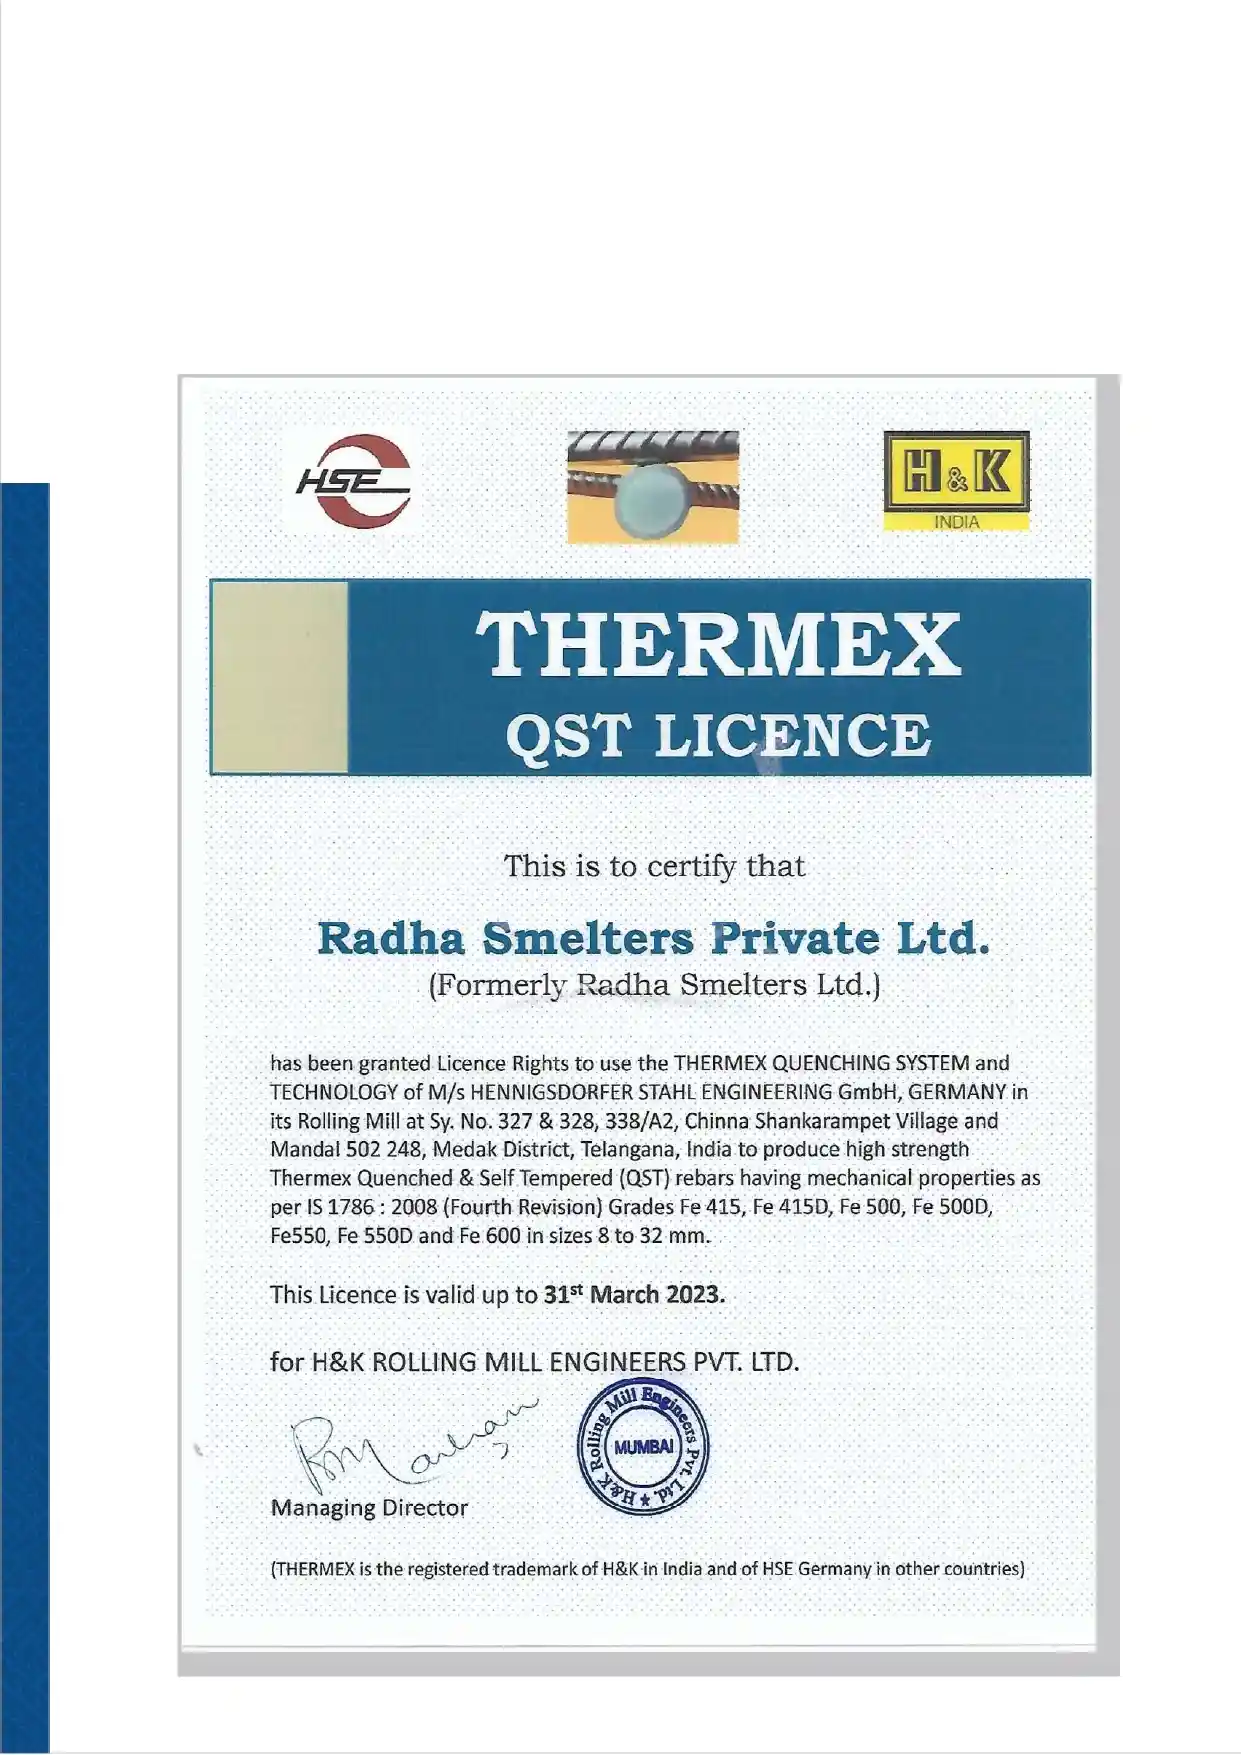 HSE
H&K
INDIA
THERMEX
QST LICENCE
This is to certify that
Radha Smelters Private Ltd.
(Formerly Radha Smelters Ltd.)
has been granted Licence Rights to use the THERMEX QUENCHING SYSTEM and
TECHNOLOGY of M/s HENNIGSDORFER STAHL ENGINEERING GmbH, GERMANY in
its Rolling Mill at Sy. No. 327 & 328, 338/A2, Chinna Shankarampet Village and
Mandal 502 248, Medak District, Telangana, India to produce high strength
Thermex Quenched & Self Tempered (QST) rebars having mechanical properties as
per IS 1786 : 2008 (Fourth Revision) Grades Fe 415, Fe 415D, Fe 500, Fe 500D,
Fe550, Fe 550D and Fe 600 in sizes 8 to 32 mm.
This Licence is valid up to 31st March 2023.
for H&K ROLLING MILL ENGINEERS PVT. LTD.
H&K Rolling Mill Engineers Pvt. Ltd. ★
MUMBAI
Managing Director
(THERMEX is the registered trademark of H&K in India and of HSE Germany in other countries)